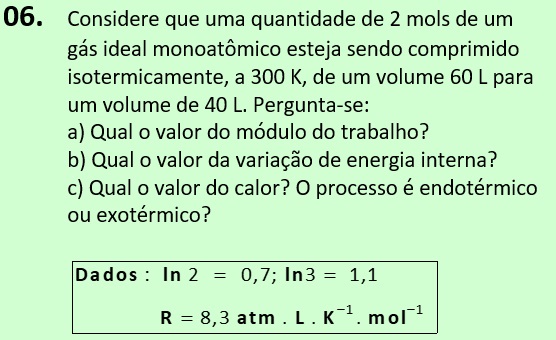 06. Considere que uma quantidade de 2 mols de um
gás ideal monoatômico esteja sendo comprimido
isotermicamente, a 300 K, de um volume 60 L para
um volume de 40 L. Pergunta-se:
a) Qual o valor do módulo do trabalho?
b) Qual o valor da variação de energia interna?
c) Qual o valor do calor? O processo é endotérmico
ou exotérmico?
Dados : ln 2 = 0,7; ln3 = 1,1
R = 8,3 atm . L . K⁻¹. mol⁻¹